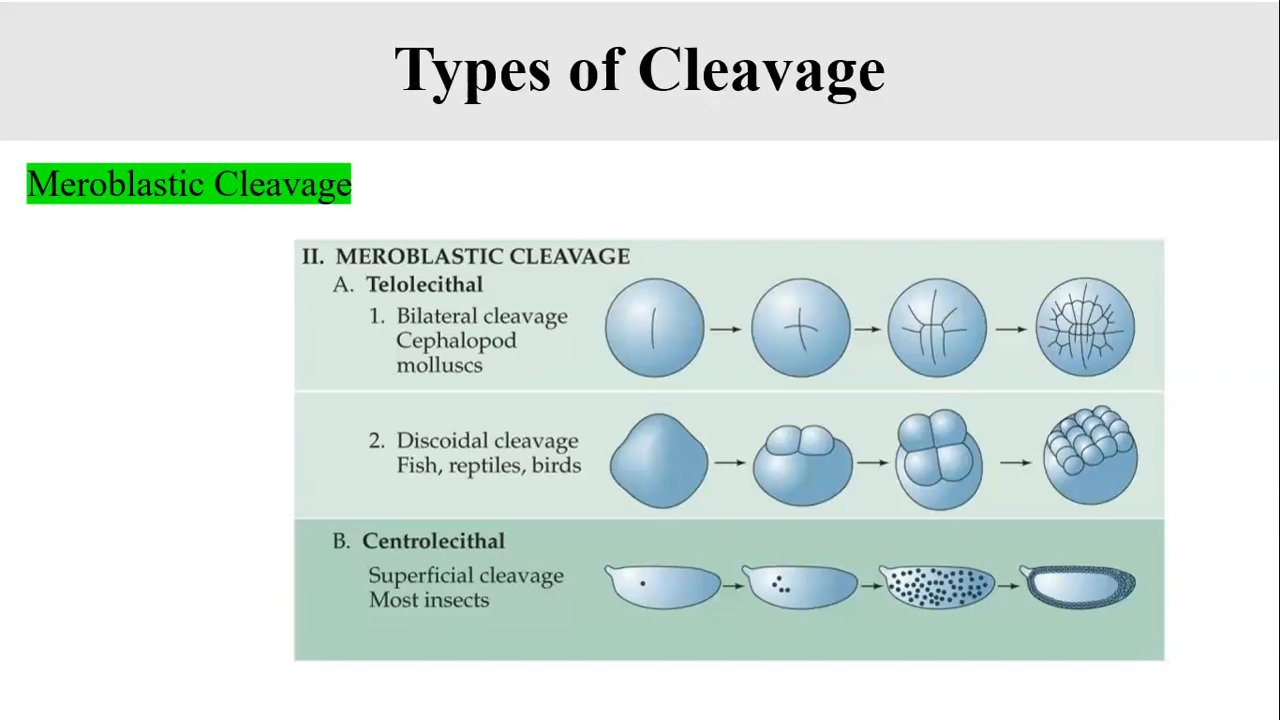 Types of Cleavage
Meroblastic Cleavage
II. MEROBLASTIC CLEAVAGE
A. Telolecithal
1. Bilateral cleavage
Cephalopod
molluscs
2. Discoidal cleavage
Fish, reptiles, birds
B. Centrolecithal
Superficial cleavage
Most insects